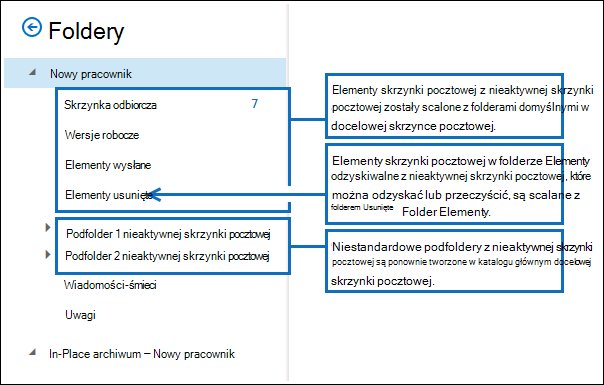 Foldery
Nowy pracownik
Skrzynka odbiorcza 7
Wersje robocze
Elementy wysłane
Elementy usunięte
Podfolder 1 nieaktywnej skrzynki pocztowej
Podfolder 2 nieaktywnej skrzynki pocztowej
Wiadomości-śmieci
Uwagi
In-Place archiwum – Nowy pracownik
Elementy skrzynki pocztowej z nieaktywnej skrzynki
pocztowej zostały scalone z folderami domyślnymi w
docelowej skrzynce pocztowej.
Elementy skrzynki pocztowej w folderze Elementy
odzyskiwalne z nieaktywnej skrzynki pocztowej, które
można odzyskać lub przeczyścić, są scalane z
folderem Usunięte Folder Elementy.
Niestandardowe podfoldery z nieaktywnej skrzynki
pocztowej są ponownie tworzone w katalogu głównym docelowej
skrzynki pocztowej.